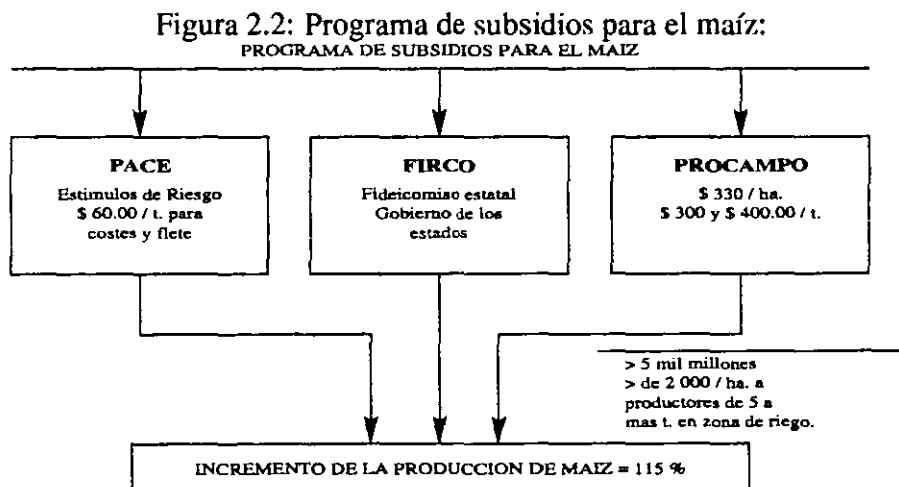 Figura 2.2: Programa de subsidios para el maíz:
PROGRAMA DE SUBSIDIOS PARA EL MAIZ
PACE
Estimulos de Riesgo
$ 60.00 / t. para
costes y flete
FIRCO
Fideicomiso estatal
Gobierno de los
estados
PROCAMPO
$ 330 / ha.
$ 300 y $ 400.00 / t.
> 5 mil millones
> de 2 000 / ha. a
productores de 5 a
mas t. en zona de riego.
INCREMENTO DE LA PRODUCCION DE MAIZ = 115 %